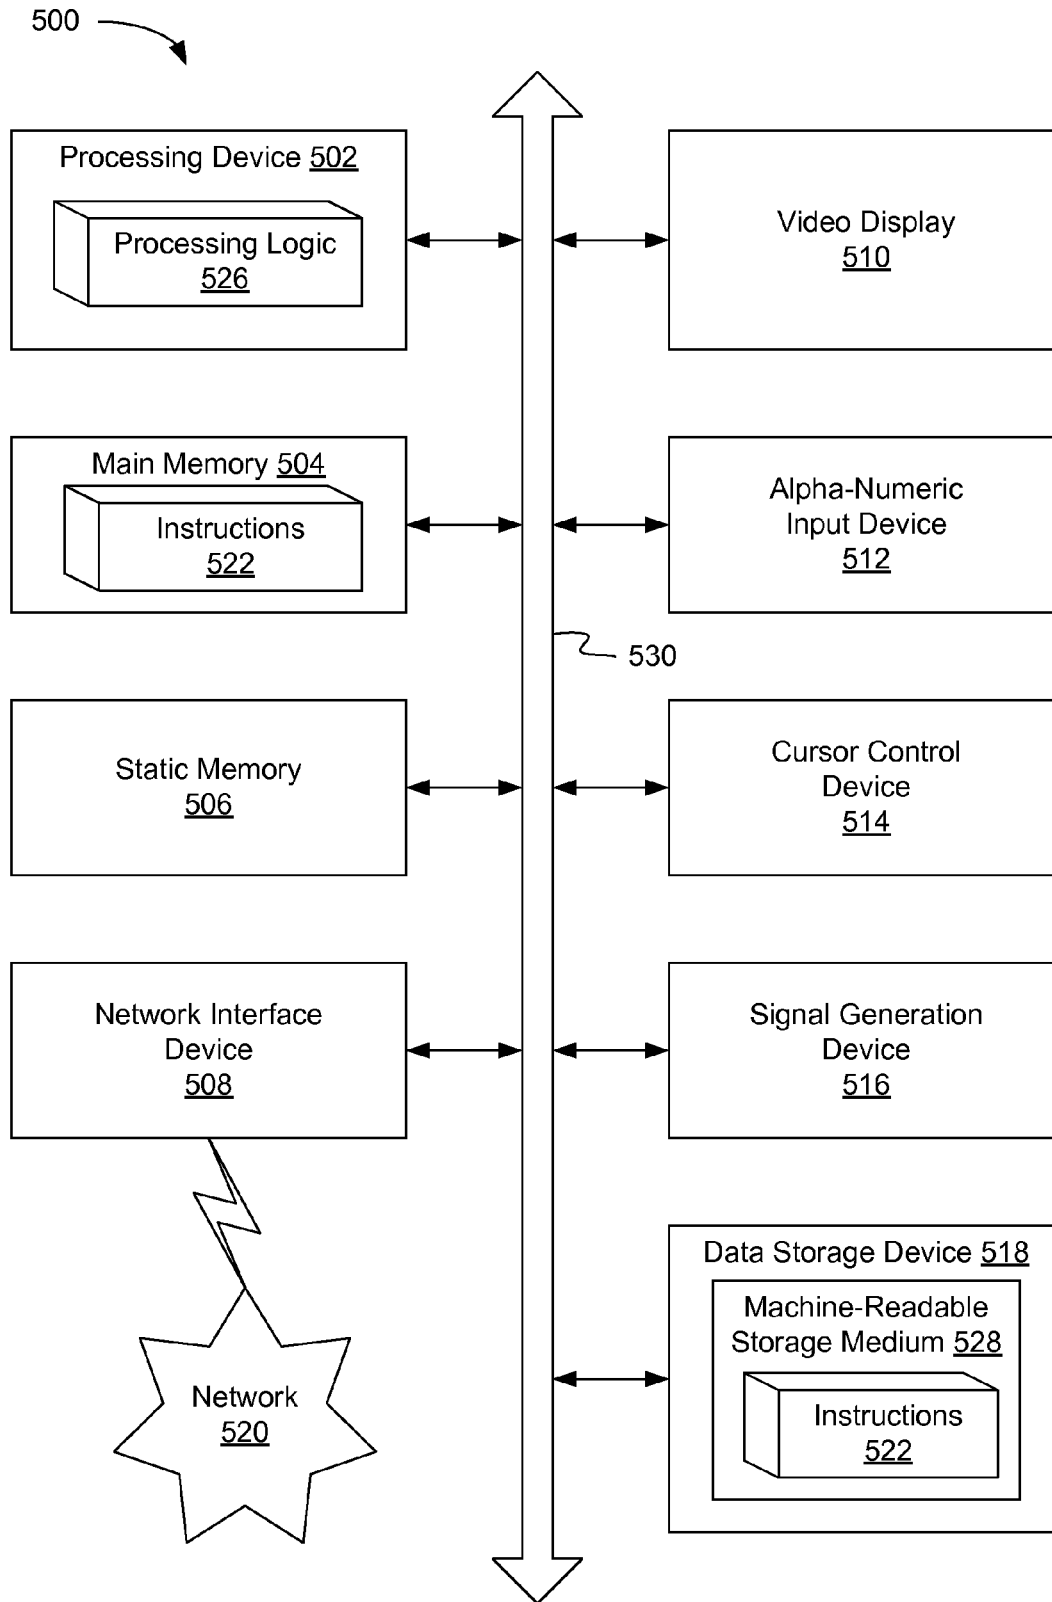 500
Processing Device 502
Processing Logic
526
Video Display
510
Main Memory 504
Instructions
522
Alpha-Numeric
Input Device
512
530
Static Memory
506
Cursor Control
Device
514
Network Interface
Device
508
Signal Generation
Device
516
Network
520
Data Storage Device 518
Machine-Readable
Storage Medium 528
Instructions
522